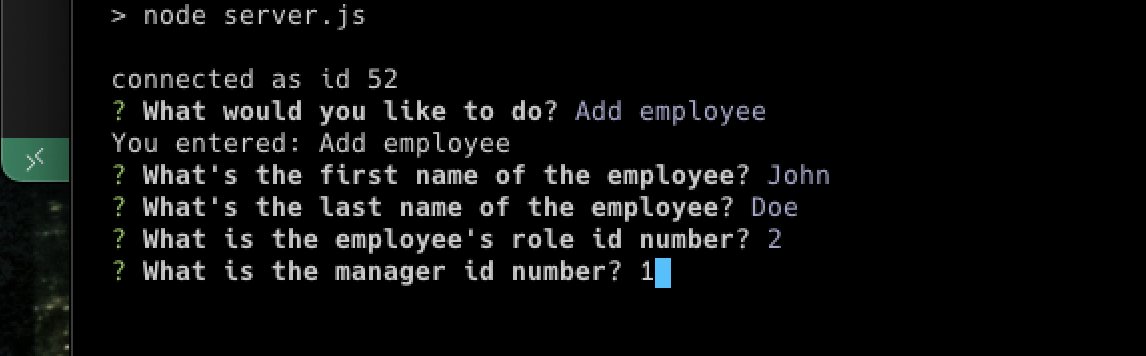 > node server.js
connected as id 52
? What would you like to do? Add employee
You entered: Add employee
? What's the first name of the employee? John
? What's the last name of the employee? Doe
? What is the employee's role id number? 2
? What is the manager id number? 1